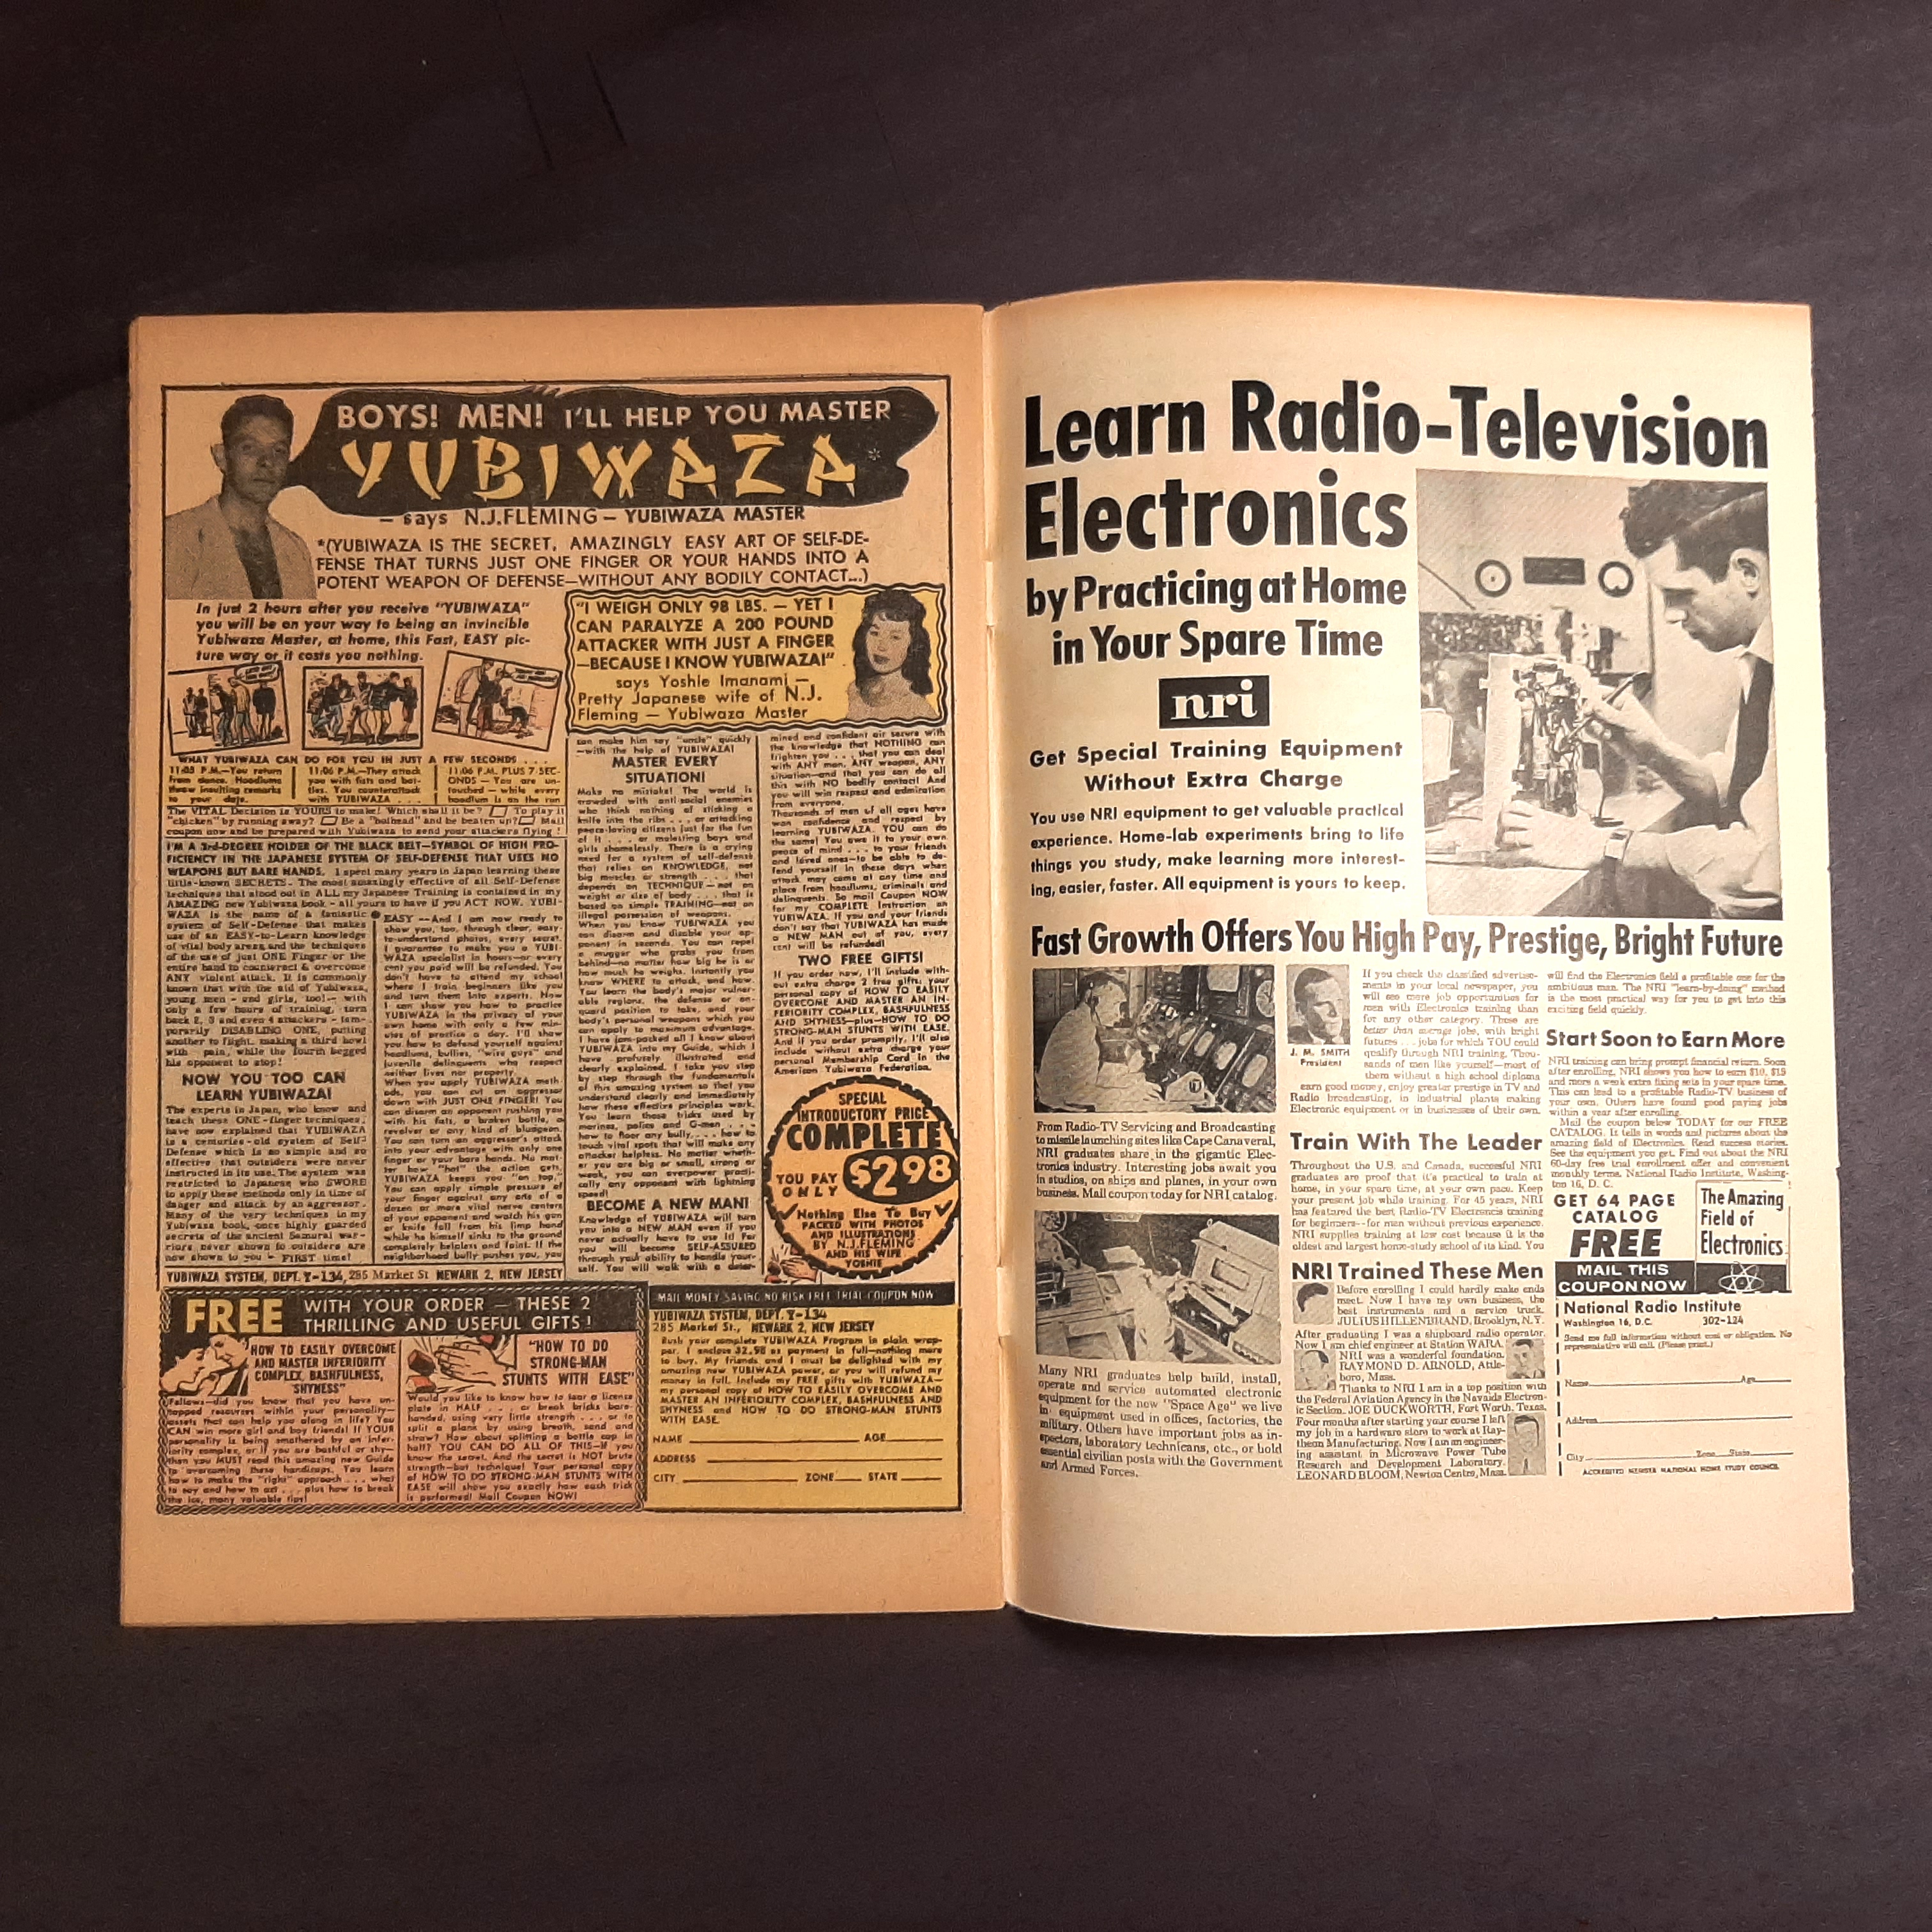 BOYS! MEN! I'LL HELP YOU MASTER
YUBIWAZA*
— says N.J. FLEMING — YUBIWAZA MASTER
*(YUBIWAZA IS THE SECRET, AMAZINGLY EASY ART OF SELF-DE-
FENSE THAT TURNS JUST ONE FINGER OR YOUR HANDS INTO A
POTENT WEAPON OF DEFENSE—WITHOUT ANY BODILY CONTACT...)
In just 2 hours after you receive "YUBIWAZA"
you will be on your way to being an invincible
Yubiwaza Master, at home, this Fast, EASY pic-
ture way or it costs you nothing.
"I WEIGH ONLY 98 LBS. — YET I
CAN PARALYZE A 200 POUND
ATTACKER WITH JUST A FINGER
—BECAUSE I KNOW YUBIWAZA!"
says Yoshie Imanami —
Pretty Japanese wife of N.J.
Fleming — Yubiwaza Master
WHAT YUBIWAZA CAN DO FOR YOU IN JUST A FEW SECONDS . . .
11:05 P.M.—You return
from dance. Hoodlums
throw insulting remarks
to your date.
11:06 P.M.—They attack
you with fists and bot-
tles. You counterattack
with YUBIWAZA . . .
11:06 P.M. PLUS 7 SEC-
ONDS — You are un-
touched — while every
hoodlum is on the run
The VITAL Decision is YOURS to make! Which shall it be? To play it
"chicken" by running away? Be a "bolhead" and be beaten up? Mail
coupon now and be prepared with Yubiwaza to send your attackers flying!
I'M A 3rd-DEGREE HOLDER OF THE BLACK BELT—SYMBOL OF HIGH PRO-
FICIENCY IN THE JAPANESE SYSTEM OF SELF-DEFENSE THAT USES NO
WEAPONS BUT BARE HANDS. I spent many years in Japan learning these
little-known SECRETS. The most amazingly effective of all Self-Defense
techniques that stood out in ALL my Japanese Training is contained in my
AMAZING new Yubiwaza book - all yours to have if you ACT NOW. YUBI-
WAZA is the name of a fantastic
system of Self-Defense that makes
use of an EASY-to-Learn knowledge
of vital body areas and the techniques
of the use of just ONE Finger or the
entire hand to counteract & overcome
ANY violent attack. It is commonly
known that with the aid of Yubiwaza,
young men - and girls, too! — with
only a few hours of training, turn
back 2, 3 and even 4 attackers - tem-
porarily DISABLING ONE, putting
another to flight, making a third howl
with pain, while the fourth begged
his opponent to stop!
NOW YOU TOO CAN
LEARN YUBIWAZA!
The experts in Japan, who know and
teach these ONE-finger techniques,
have now explained that YUBIWAZA
is a centuries-old system of Self-
Defense which is so simple and so
effective that outsiders were never
instructed in its use. The system was
restricted to Japanese who SWORE
to apply these methods only in time of
danger and attack by an aggressor.
Many of the very techniques in my
Yubiwaza book, once highly guarded
secrets of the ancient Samurai war-
riors, never shown to outsiders are
now shown to you - FIRST time!
EASY —And I am now ready to
show you, too, through clear, easy-
to-understand photos, every secret.
I guarantee to make you a YUBI-
WAZA specialist in hours—or every
cent you paid will be refunded. You
don't have to attend my school
where I train beginners like you
and turn them into experts. Now
I can show you how to practice
YUBIWAZA in the privacy of your
own home with only a few min-
utes of practice a day. I'll show
you how to defend yourself against
hoodlums, bullies, "wise guys" and
juvenile delinquents who respect
neither lives nor property.
When you apply YUBIWAZA meth-
ods, you can cut an aggressor
down with JUST ONE FINGER! You
can disarm an opponent rushing you
with his fists, a broken bottle, a
revolver or any kind of bludgeon.
You can turn an aggressor's attack
into your advantage with only one
finger or your bare hands. No mat-
ter how "hot" the action gets,
YUBIWAZA keeps you "on top."
You can apply simple pressure of
your finger against any one of a
dozen or more vital nerve centers
of your opponent and watch his gun
or knife fall from his limp hand
while he himself sinks to the ground
completely helpless and faint. If the
neighborhood bully pushes you, you
can make him say "uncle" quickly
—with the help of YUBIWAZA!
MASTER EVERY
SITUATION!
Make no mistake! The world is
crowded with anti-social enemies
who think nothing of sticking a
knife into the ribs . . . or attacking
peace-loving citizens just for the fun
of it . . . or molesting boys and
girls shamelessly. There is a crying
need for a system of self-defense
that relies on KNOWLEDGE, not
big muscles or strength . . . that
depends on TECHNIQUE — not on
weight or size of body . . . that is
based on simple TRAINING—not on
illegal possession of weapons.
When you know YUBIWAZA you
can disarm and disable your op-
ponent in seconds. You can repel
a mugger who grabs you from
behind—no matter how big he is or
how much he weighs. Instantly you
know WHERE to attack, and how.
You learn the body's major vulner-
able regions, the defense or on-
guard position to take, and your
body's personal weapons which you
can apply to maximum advantage.
I have jam-packed all I know about
YUBIWAZA into my Guide, which I
have profusely illustrated and
clearly explained. I take you step
by step through the fundamentals
of this amazing system so that you
understand clearly and immediately
how these effective principles work.
You learn those tricks used by
marines, police and G-men . . .
how to floor any bully, . . . how to
touch vital spots that will make any
attacker helpless. No matter wheth-
er you are big or small, strong or
weak, you can overpower practi-
cally any opponent with lightning
speed!
BECOME A NEW MAN!
Knowledge of YUBIWAZA will turn
you into a NEW MAN even if you
never actually have to use it! For
you will become SELF-ASSURED
through your ability to handle your-
self. You will walk with a deter-
mined and confident air secure with
the knowledge that NOTHING can
frighten you . . . that you can deal
with ANY man, ANY weapon, ANY
situation—and that you can do all
this with NO bodily contact! And
you will win respect and admiration
from everyone.
Thousands of men of all ages have
won confidence and respect by
learning YUBIWAZA. YOU can do
the same! You owe it to your own
peace of mind . . . to your friends
and loved ones—to be able to de-
fend yourself in these days when
attack may come at any time and
place from hoodlums, criminals and
delinquents. So mail Coupon NOW
for my COMPLETE Instruction on
YUBIWAZA. If you and your friends
don't say that YUBIWAZA has made
a NEW MAN out of you, every
cent will be refunded!
TWO FREE GIFTS!
If you order now, I'll include with-
out extra charge 2 free gifts; your
personal copy of HOW TO EASILY
OVERCOME AND MASTER AN IN-
FERIORITY COMPLEX, BASHFULNESS
AND SHYNESS—plus—HOW TO DO
STRONG-MAN STUNTS WITH EASE.
And if you order promptly, I'll also
include without extra charge your
personal Membership Card in the
American Yubiwaza Federation.
SPECIAL
INTRODUCTORY PRICE
COMPLETE
YOU PAY
ONLY
$2.98
Nothing Else To Buy
PACKED WITH PHOTOS
AND ILLUSTRATIONS
BY N.J. FLEMING
AND HIS WIFE
YOSHIE
YUBIWAZA SYSTEM, DEPT. Y-134, 285 Market St NEWARK 2, NEW JERSEY
FREE WITH YOUR ORDER — THESE 2
THRILLING AND USEFUL GIFTS!
HOW TO EASILY OVERCOME
AND MASTER INFERIORITY
COMPLEX, BASHFULNESS,
SHYNESS"
Fellows—did you know that you have un-
tapped resources within your personality—
assets that can help you along in life? You
CAN win more girl and boy friends! If YOUR
personality is being smothered by an infer-
iority complex, or if you are bashful or shy—
then you MUST read this amazing new Guide
to overcoming these handicaps. You learn
how to make the "right" approach . . . what
to say and how to act . . . plus how to break
the ice, many valuable tips!
"HOW TO DO
STRONG-MAN
STUNTS WITH EASE"
Would you like to know how to tear a license
plate in HALF . . . or break bricks bare-
handed, using very little strength . . . or to
split a plank by using breath, sand and
straw? How about splitting a bottle cap in
half? YOU CAN DO ALL OF THIS—if you
know the secret. And the secret is NOT brute
strength—but technique! Your personal copy
of HOW TO DO STRONG-MAN STUNTS WITH
EASE will show you exactly how each trick
is performed! Mail Coupon NOW!
MAIL MONEY SAVING NO RISK FREE TRIAL COUPON NOW
YUBIWAZA SYSTEM, DEPT. Y-134
285 Market St., NEWARK 2, NEW JERSEY
Rush your complete YUBIWAZA Program in plain wrap-
per. I enclose $2.98 as payment in full—nothing more
to buy. My friends and I must be delighted with my
amazing new YUBIWAZA power, or you will refund my
money in full. Include my FREE gifts with YUBIWAZA—
my personal copy of HOW TO EASILY OVERCOME AND
MASTER AN INFERIORITY COMPLEX, BASHFULNESS AND
SHYNESS and HOW TO DO STRONG-MAN STUNTS
WITH EASE.
NAME AGE
ADDRESS
CITY ZONE STATE
Learn Radio-Television
Electronics
by Practicing at Home
in Your Spare Time
nri
Get Special Training Equipment
Without Extra Charge
You use NRI equipment to get valuable practical
experience. Home-lab experiments bring to life
things you study, make learning more interest-
ing, easier, faster. All equipment is yours to keep.
Fast Growth Offers You High Pay, Prestige, Bright Future
From Radio-TV Servicing and Broadcasting
to missile launching sites like Cape Canaveral,
NRI graduates share in the gigantic Elec-
tronics industry. Interesting jobs await you
in studios, on ships and planes, in your own
business. Mail coupon today for NRI catalog.
Many NRI graduates help build, install,
operate and service automated electronic
equipment for the new "Space Age" we live
in equipment used in offices, factories, the
military. Others have important jobs as in-
spectors, laboratory technicans, etc., or hold
essential civilian posts with the Government
and Armed Forces.
J. M. SMITH
President
If you check the classified advertise-
ments in your local newspaper, you
will see more job opportunities for
men with Electronics training than
for any other category. These are
better than average jobs, with bright
futures . . . jobs for which YOU could
qualify through NRI training. Thou-
sands of men like yourself—most of
them without a high school diploma
earn good money, enjoy greater prestige in TV and
Radio broadcasting, in industrial plants making
Electronic equipment or in businesses of their own.
Train With The Leader
Throughout the U.S. and Canada, successful NRI
graduates are proof that it's practical to train at
home, in your spare time, at your own pace. Keep
your present job while training. For 45 years, NRI
has featured the best Radio-TV Electronics training
for beginners--for men without previous experience.
NRI supplies training at low cost because it is the
oldest and largest home-study school of its kind. You
NRI Trained These Men
Before enrolling I could hardly make ends
meet. Now I have my own business, the
best instruments and a service truck.
JULIUS HILLENBRAND, Brooklyn, N.Y.
After graduating I was a shipboard radio operator.
Now I am chief engineer at Station WARA.
NRI was a wonderful foundation.
RAYMOND D. ARNOLD, Attle-
boro, Mass.
Thanks to NRI I am in a top position with
the Federal Aviation Agency in the Navaids Electron-
ic Section. JOE DUCKWORTH, Fort Worth, Texas.
Four months after starting your course I left
my job in a hardware store to work at Ray-
theon Manufacturing. Now I am an engineer-
ing assistant in Microwave Power Tube
Research and Development Laboratory.
LEONARD BLOOM, Newton Centre, Mass.
will find the Electronics field a profitable one for the
ambitious man. The NRI "learn-by-doing" method
is the most practical way for you to get into this
exciting field quickly.
Start Soon to Earn More
NRI training can bring prompt financial return. Soon
after enrolling, NRI shows you how to earn $10, $15
and more a week extra fixing sets in your spare time.
This can lead to a profitable Radio-TV business of
your own. Others have found good paying jobs
within a year after enrolling.
Mail the coupon below TODAY for our FREE
CATALOG. It tells in words and pictures about the
amazing field of Electronics. Read success stories.
See the equipment you get. Find out about the NRI
60-day free trial enrollment offer and convenient
monthly terms. National Radio Institute, Washing-
ton 16, D. C.
GET 64 PAGE
CATALOG
FREE
MAIL THIS
COUPON NOW
The Amazing
Field of
Electronics
National Radio Institute
Washington 16, D.C. 302-124
Send me full information without cost or obligation. No
representative will call. (Please print.)
Name Age
Address
City Zone State
ACCREDITED MEMBER NATIONAL HOME STUDY COUNCIL